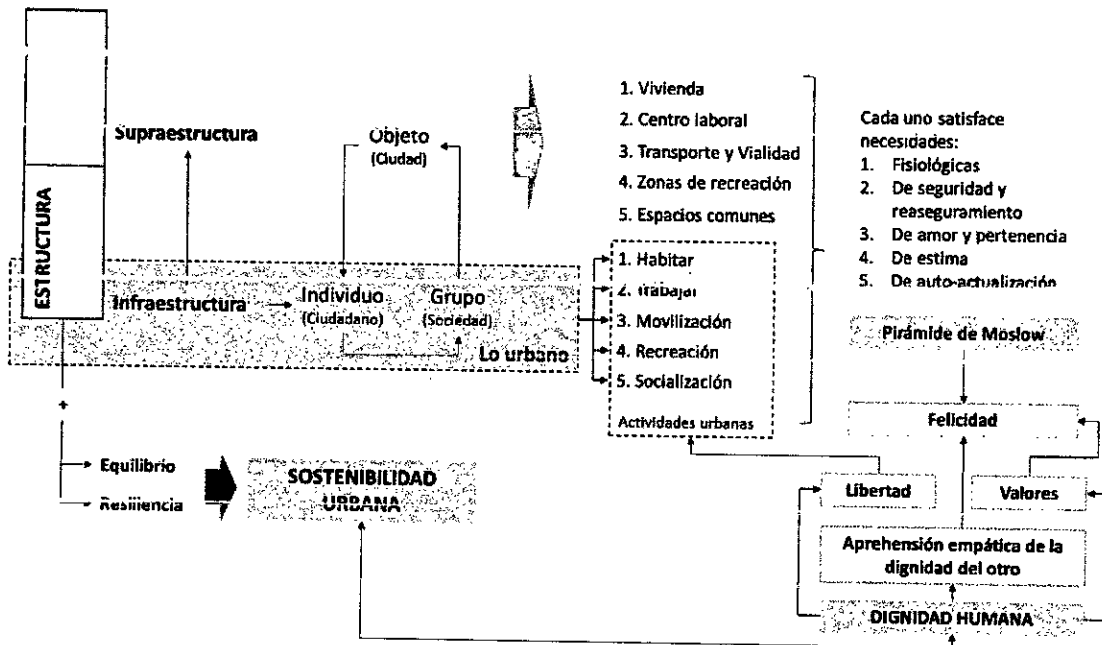 ESTRUCTURA
Supraestructura
Infraestructura
Objeto
(Ciudad)
Individuo
(Ciudadano)
Grupo
(Sociedad)
Lo urbano
1. Vivienda
2. Centro laboral
3. Transporte y Vialidad
4. Zonas de recreación
5. Espacios comunes
1. Habitar
2. Trabajar
3. Movilización
4. Recreación
5. Socialización
Actividades urbanas
Cada uno satisface
necesidades:
1. Fisiológicas
2. De seguridad y
reaseguramiento
3. De amor y pertenencia
4. De estima
5. De auto-actualización
Pirámide de Moslow
Felicidad
Libertad
Valores
Aprehensión empática de la
dignidad del otro
DIGNIDAD HUMANA
+
Equilibrio
Resiliencia
SOSTENIBILIDAD
URBANA